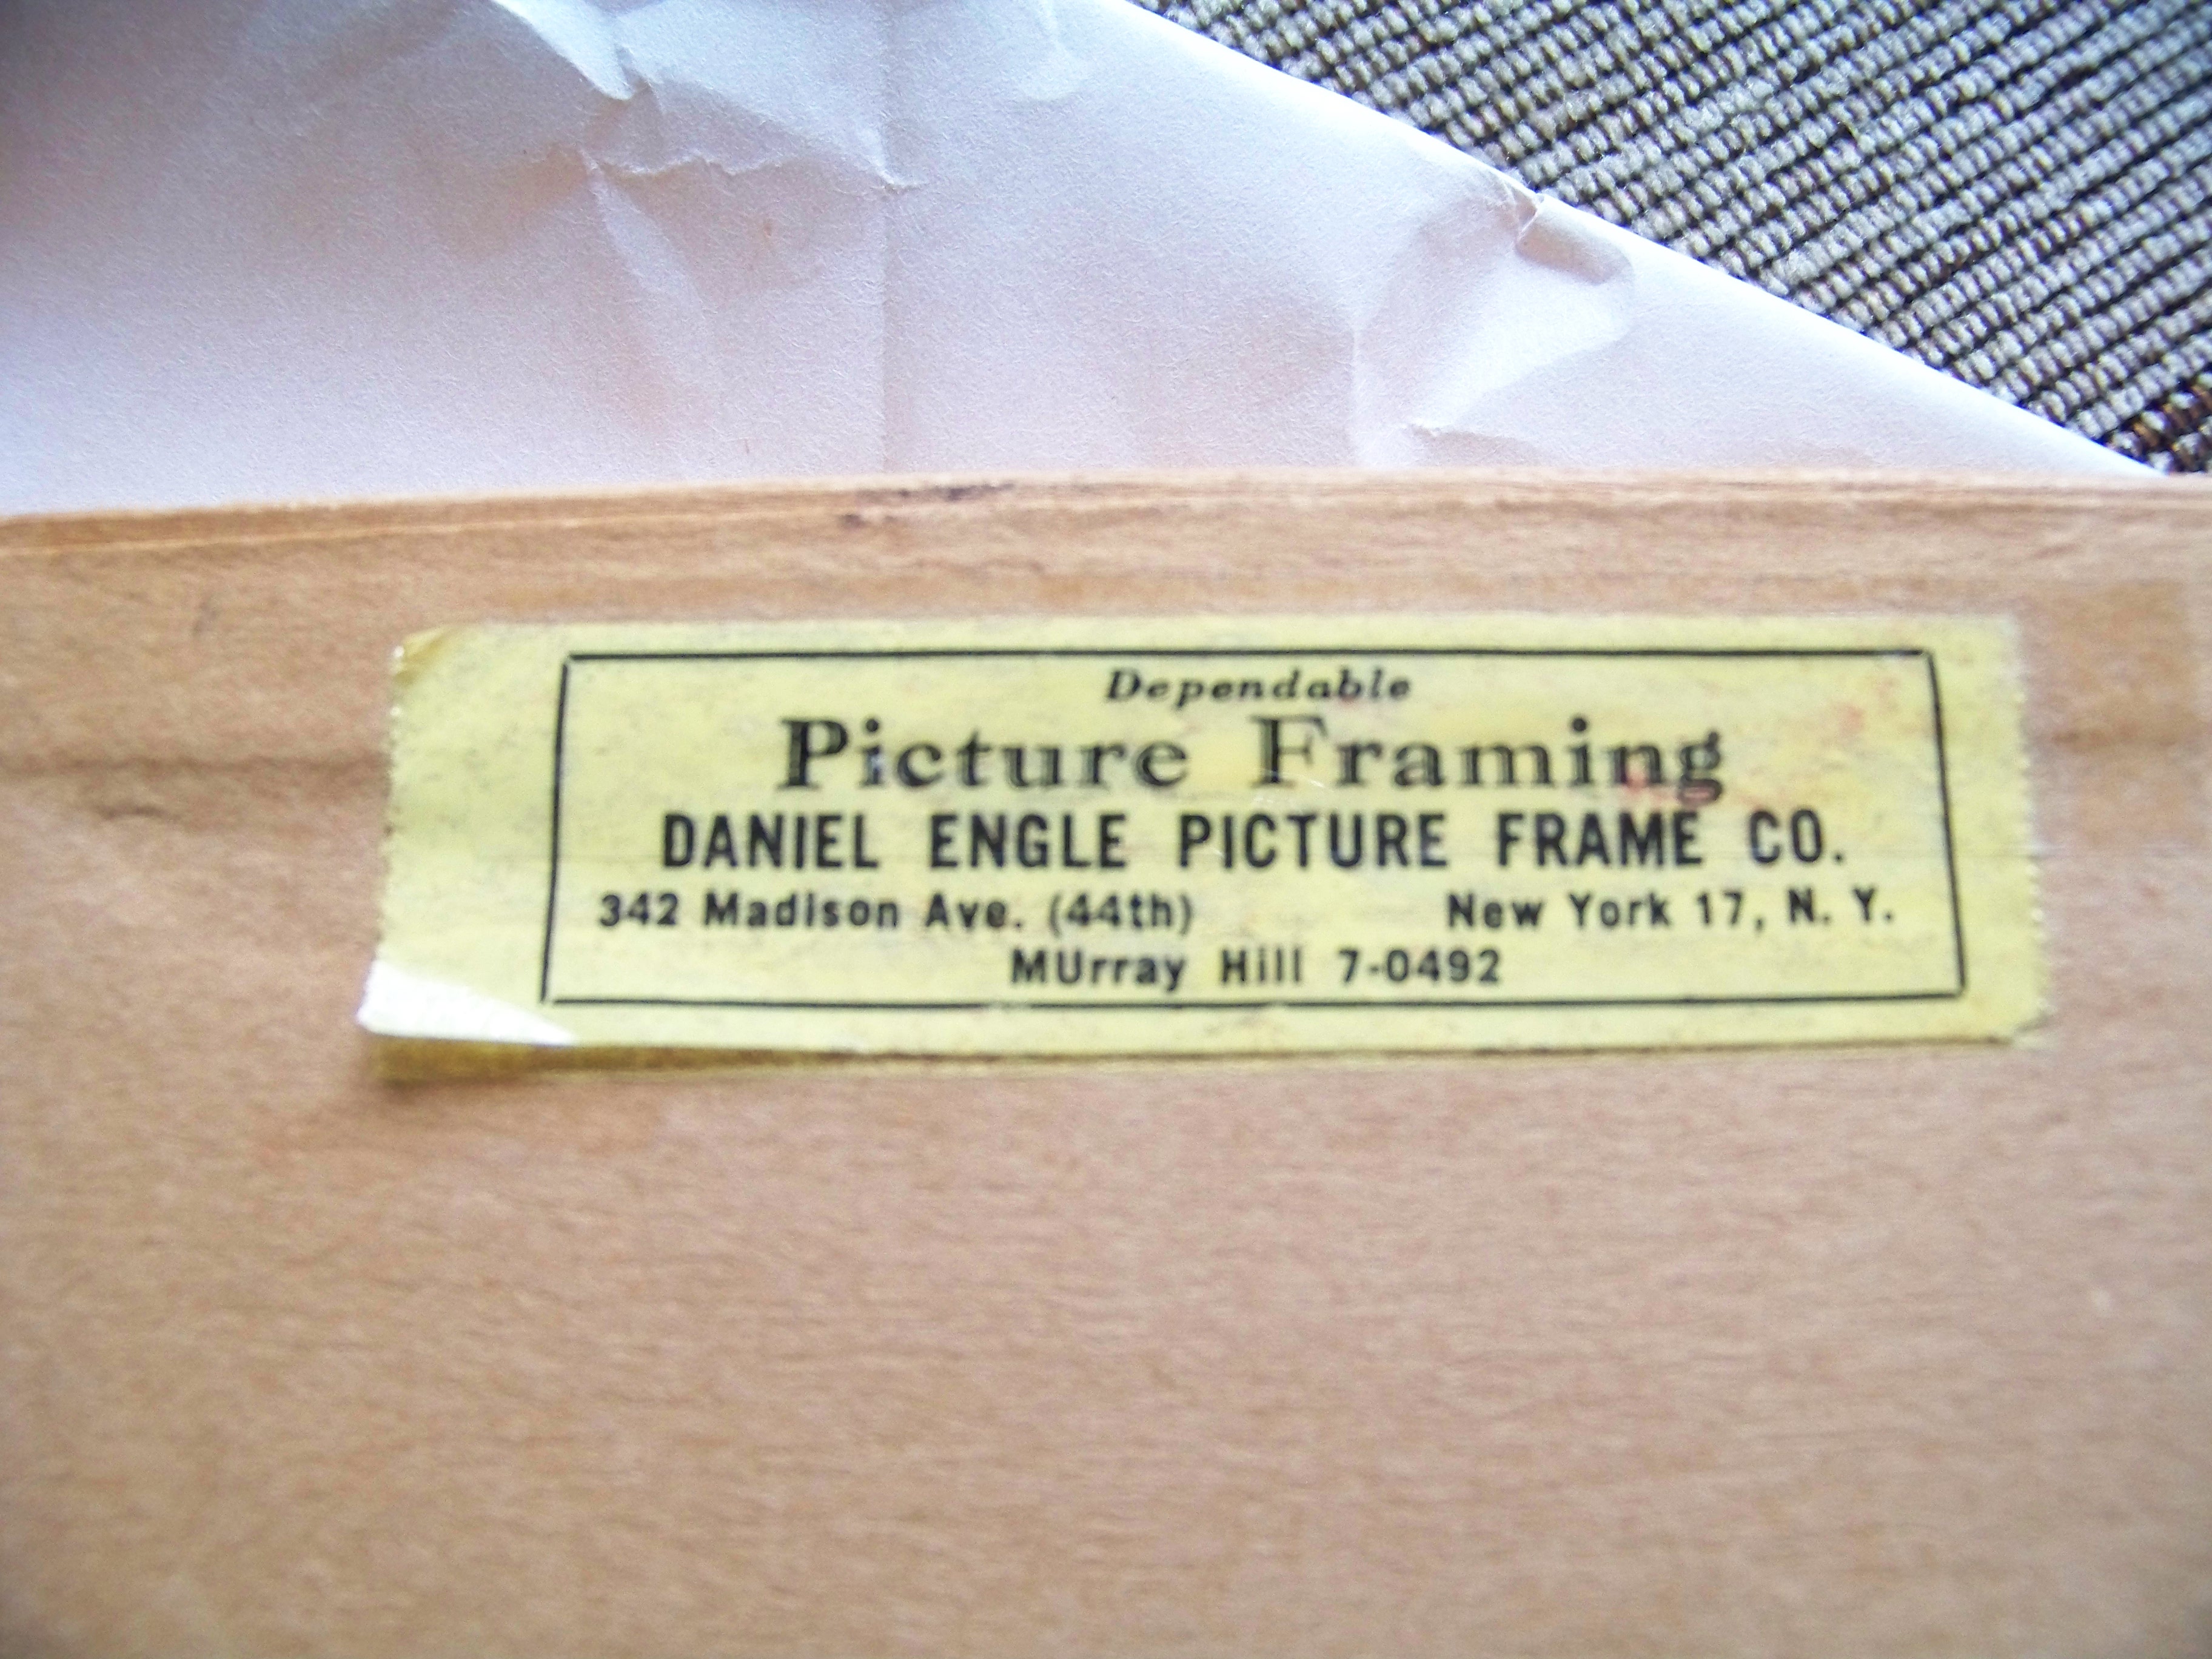 Dependable
Picture Framing
DANIEL ENGLE PICTURE FRAME CO.
342 Madison Ave. (44th) New York 17, N. Y.
MUrray Hill 7-0492